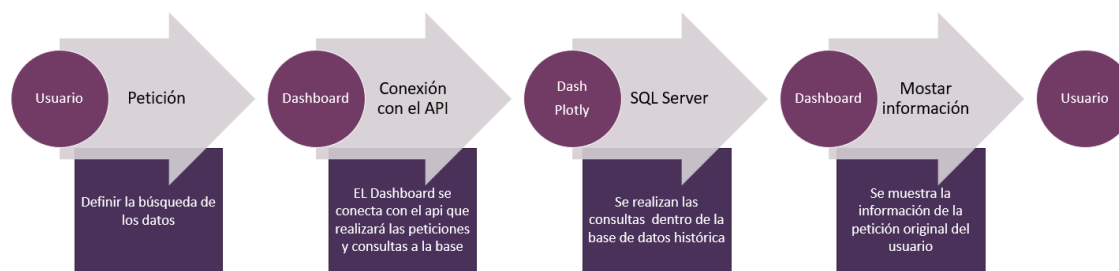 Usuario
Petición
Definir la búsqueda de
los datos
Dashboard
Conexión
con el API
EL Dashboard se
conecta con el api que
realizará las peticiones
y consultas a la base
Dash
Plotly
SQL Server
Se realizan las
consultas dentro de la
base de datos histórica
Dashboard
Mostar
información
Se muestra la
información de la
petición original del
usuario
Usuario